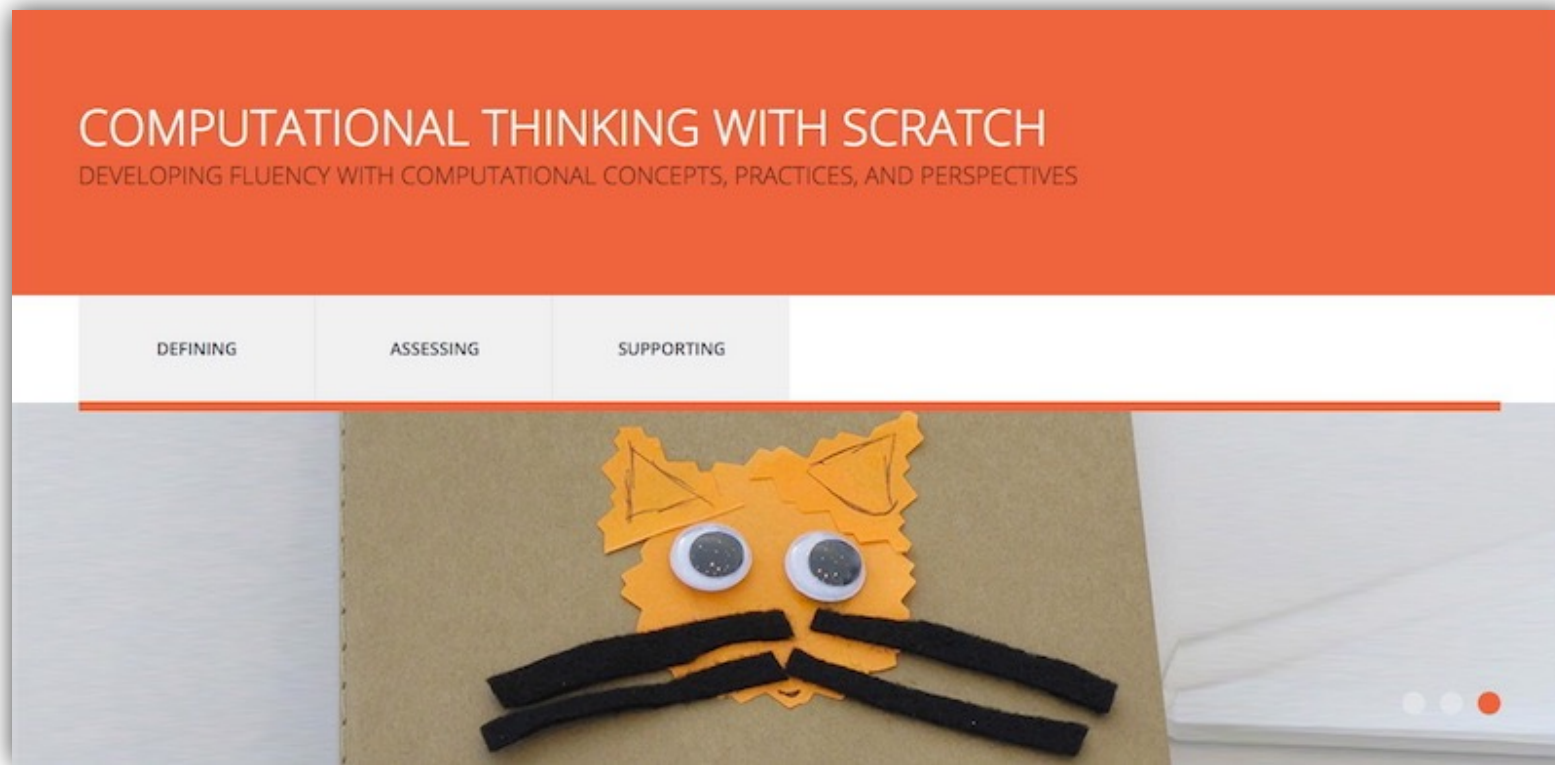 COMPUTATIONAL THINKING WITH SCRATCH
DEVELOPING FLUENCY WITH COMPUTATIONAL CONCEPTS, PRACTICES, AND PERSPECTIVES
DEFINING
ASSESSING
SUPPORTING